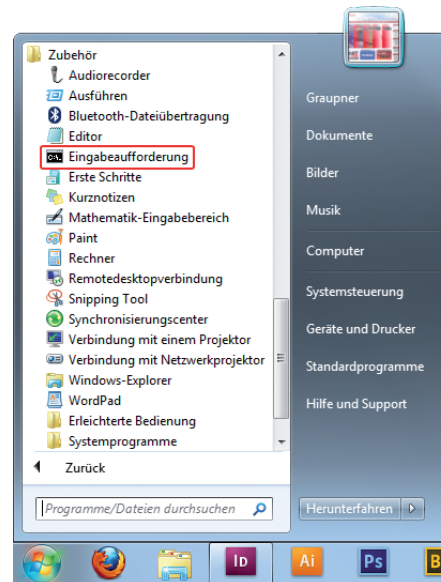 Zubehör
Audiorecorder
Ausführen
Bluetooth-Dateiübertragung
Editor
C:\.
Eingabeaufforderung
Erste Schritte
Kurznotizen
Mathematik-Eingabebereich
Paint
Rechner
Remotedesktopverbindung
Snipping Tool
Synchronisierungscenter
Verbindung mit einem Projektor
Verbindung mit Netzwerkprojektor
Windows-Explorer
WordPad
Erleichterte Bedienung
Systemprogramme
Zurück
Programme/Dateien durchsuchen
Graupner
Dokumente
Bilder
Musik
Computer
Systemsteuerung
Geräte und Drucker
Standardprogramme
Hilfe und Support
Herunterfahren
ID
Ai
Ps
B